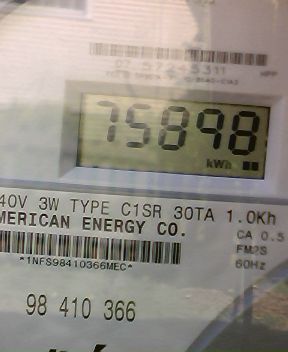 75898
kWh
40V 3W TYPE C1SR 30TA 1.0Kh
MERICAN ENERGY CO.
CA 0.5
FM2S
60Hz
*1NFS98410366MEC*
98 410 366